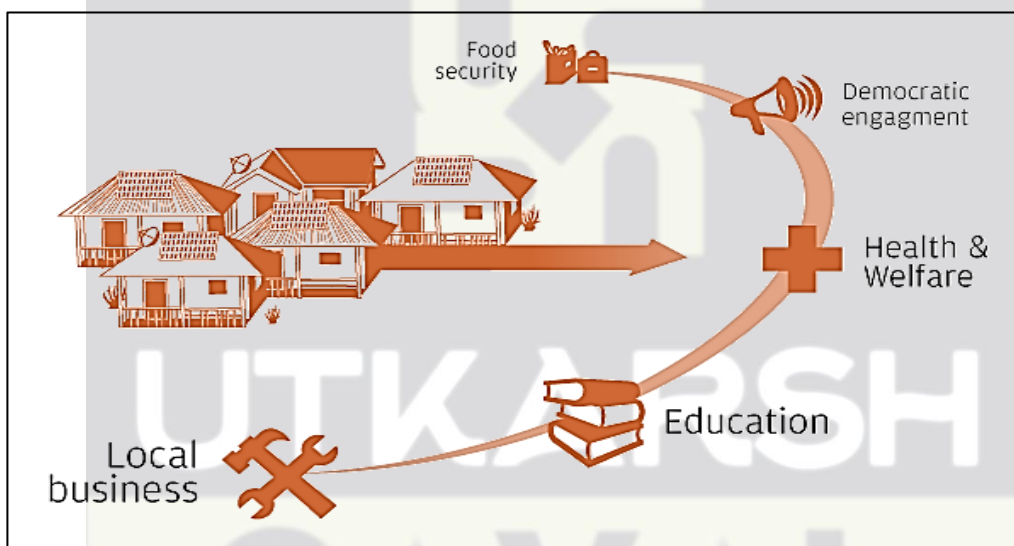 Food
security
Democratic
engagment
Health &
Welfare
Education
Local
business
UTKARSH